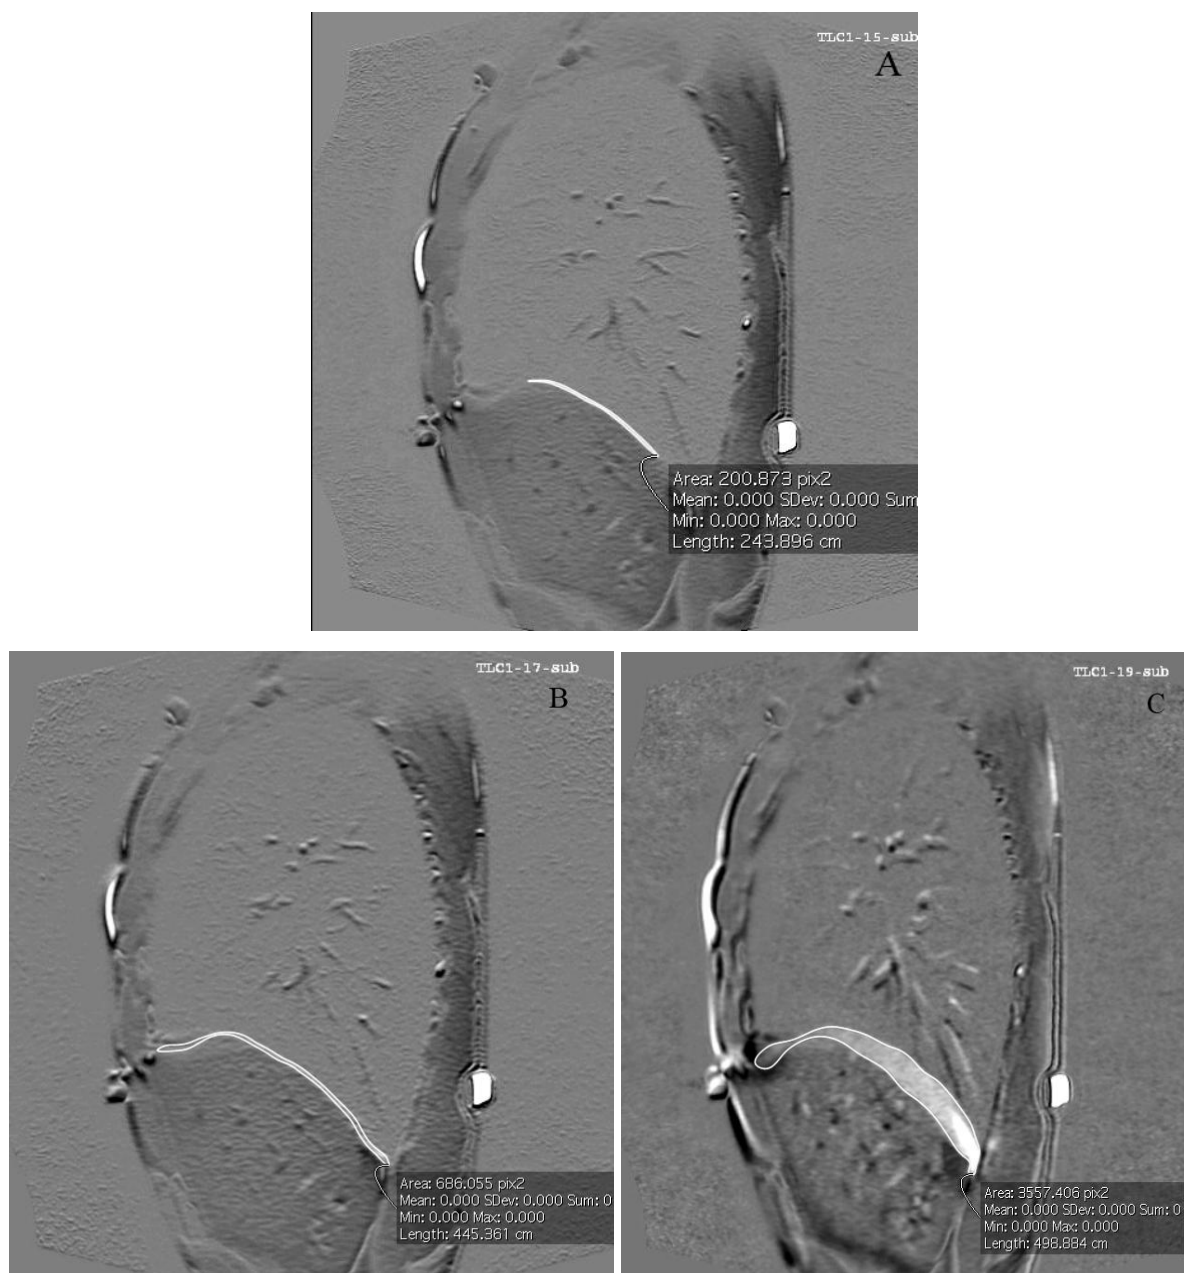 TLC1-15-sub
A
Area: 200.873 pix2
Mean: 0.000 SDev: 0.000 Sum
Min: 0.000 Max: 0.000
Length: 243.896 cm
TLC1-17-sub
B
Area: 686.055 pix2
Mean: 0.000 SDev: 0.000 Sum: 0
Min: 0.000 Max: 0.000
Length: 445.361 cm
TLC1-19-sub
C
Area: 3557.406 pix2
Mean: 0.000 SDev: 0.000 Sum: 0
Min: 0.000 Max: 0.000
Length: 498.884 cm